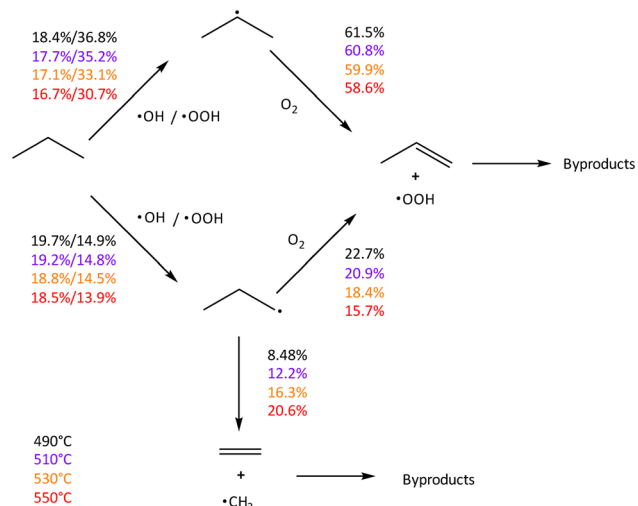 18.4%/36.8%
17.7%/35.2%
17.1%/33.1%
16.7%/30.7%
61.5%
60.8%
59.9%
58.6%
•OH / •OOH
O2
Byproducts
+
•OOH
•OH / •OOH
O2
19.7%/14.9%
19.2%/14.8%
18.8%/14.5%
18.5%/13.9%
22.7%
20.9%
18.4%
15.7%
8.48%
12.2%
16.3%
20.6%
490°C
510°C
530°C
550°C
+
•CH3
Byproducts